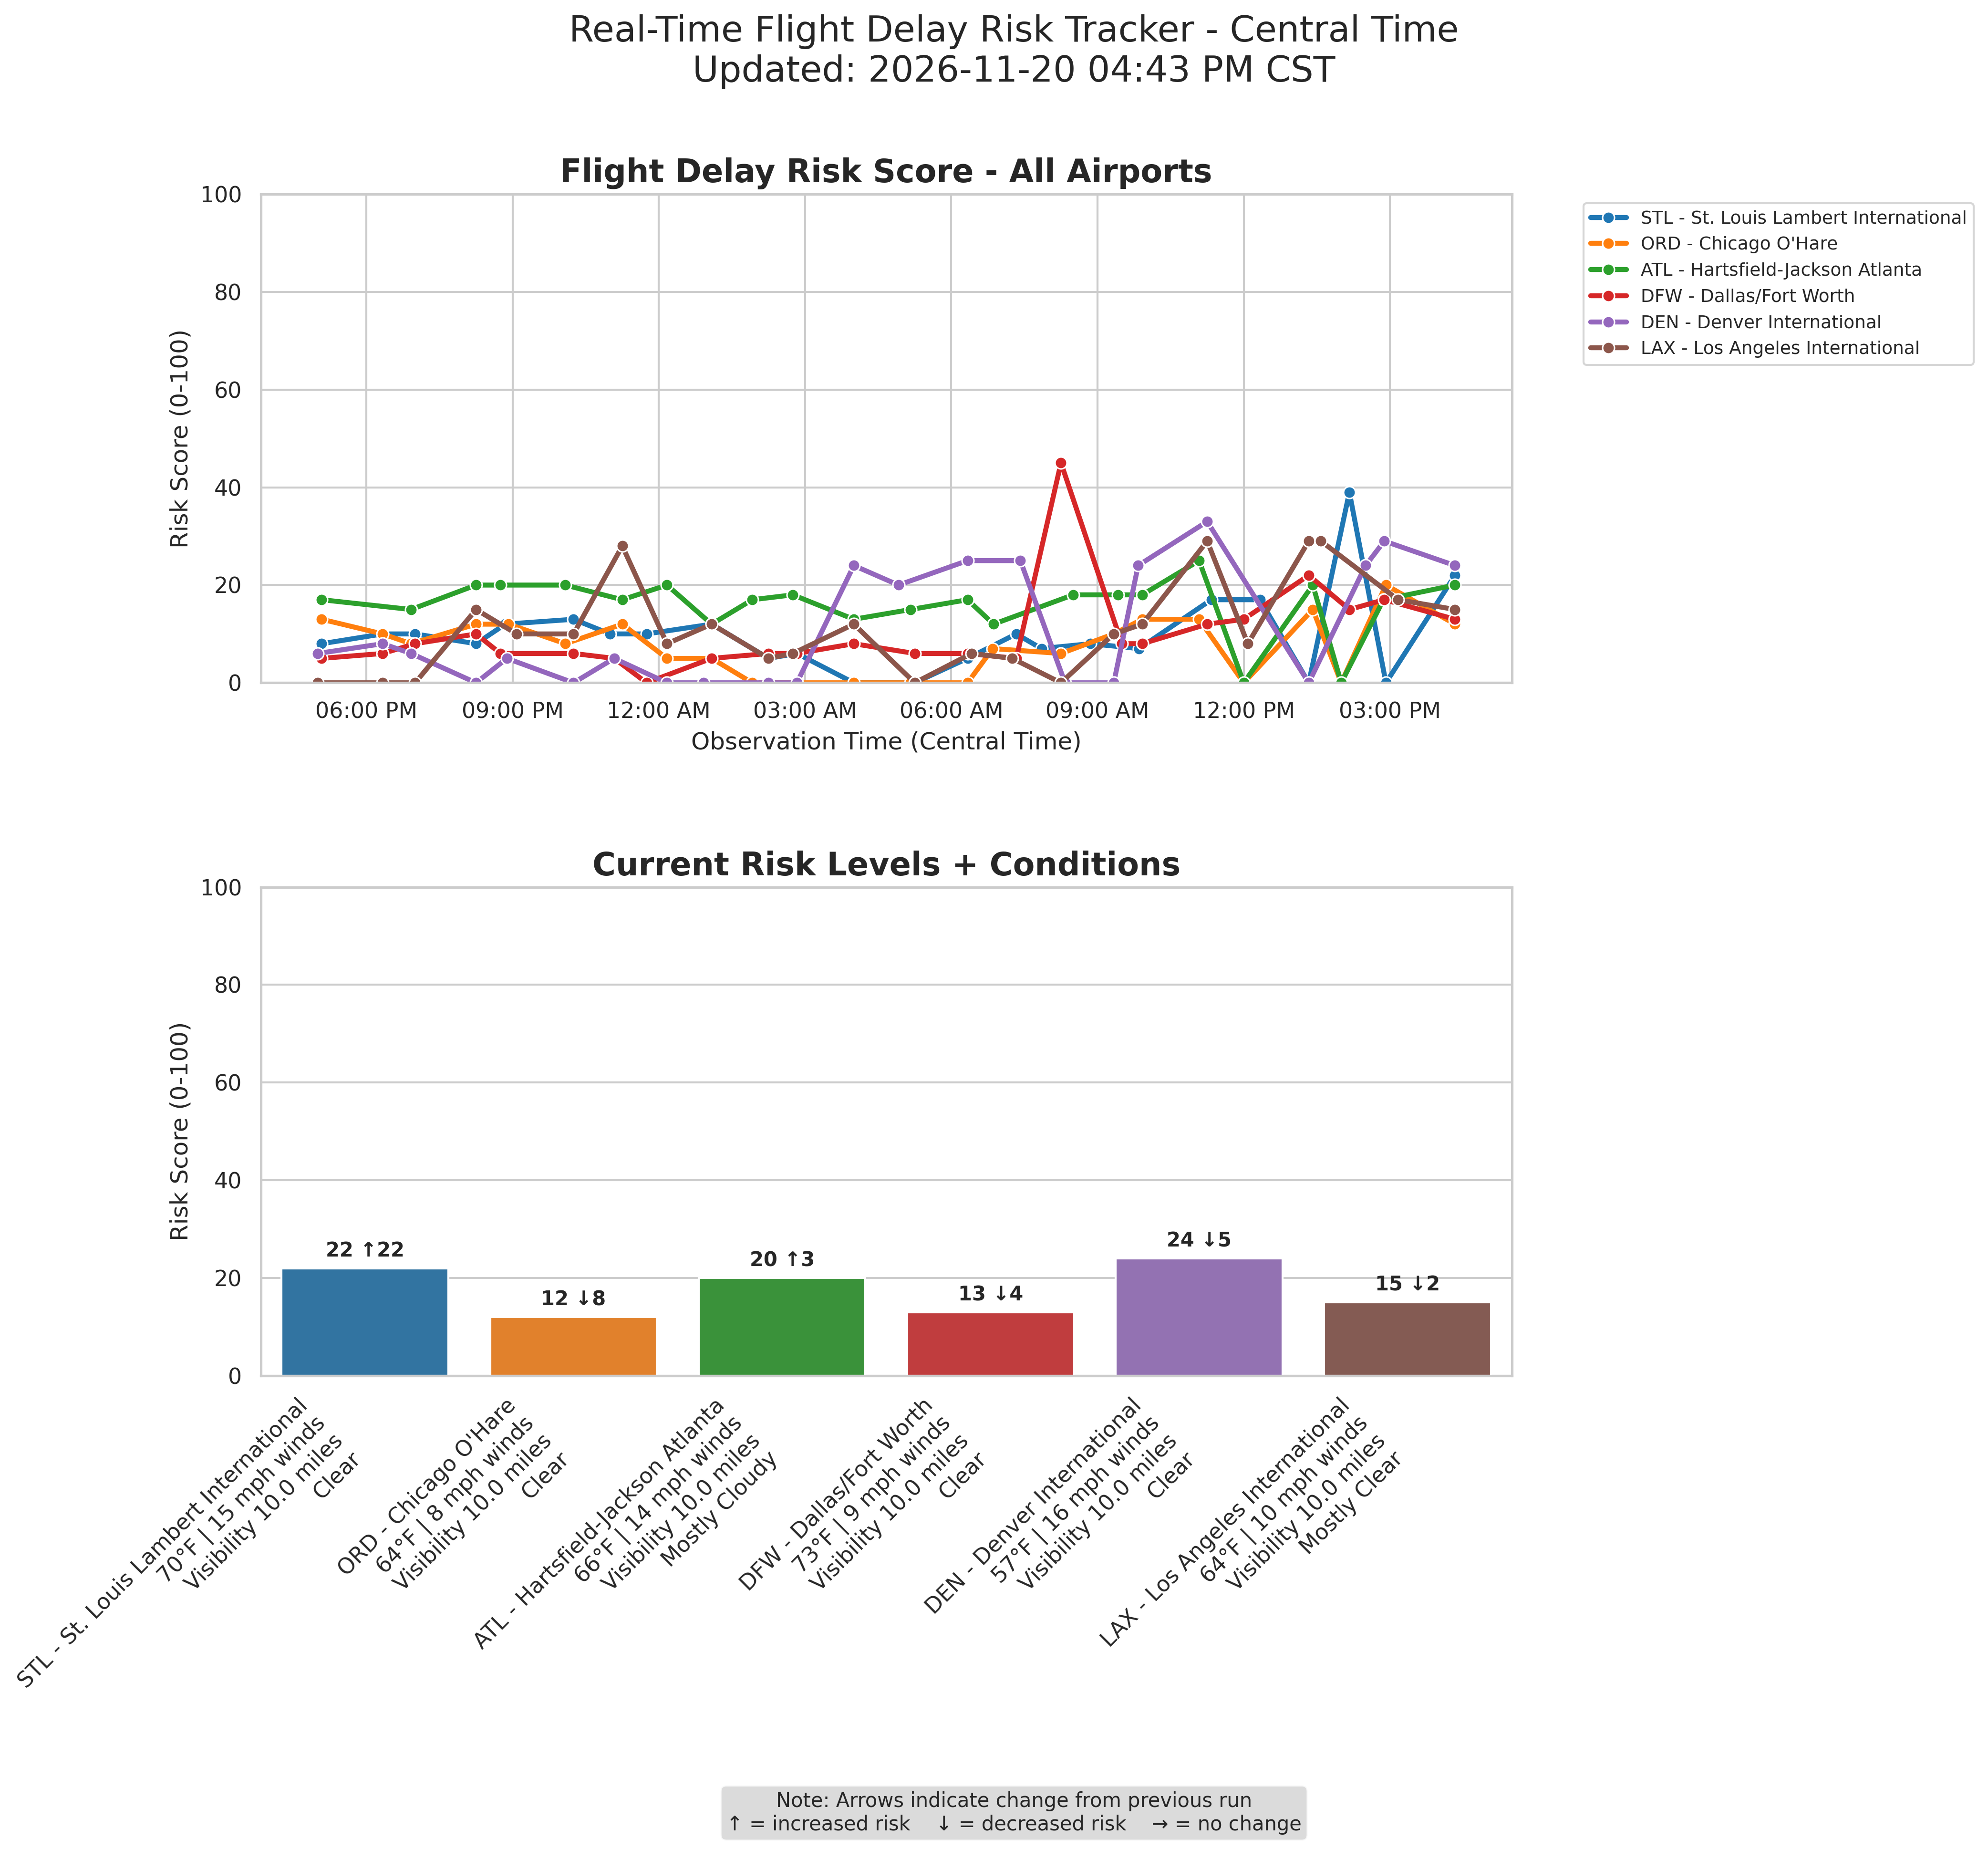 Real-Time Flight Delay Risk Tracker - Central Time
Updated: 2026-11-20 04:43 PM CST
Flight Delay Risk Score - All Airports
100
80
60
40
20
0
Risk Score (0-100)
06:00 PM
09:00 PM
12:00 AM
03:00 AM
06:00 AM
09:00 AM
12:00 PM
03:00 PM
Observation Time (Central Time)
STL - St. Louis Lambert International
ORD - Chicago O'Hare
ATL - Hartsfield-Jackson Atlanta
DFW - Dallas/Fort Worth
DEN - Denver International
LAX - Los Angeles International
Current Risk Levels + Conditions
100
80
60
40
20
0
Risk Score (0-100)
22 ↑22
12 ↓8
20 ↑3
13 ↓4
24 ↓5
15 ↓2
STL - St. Louis Lambert International
70°F | 15 mph winds
Visibility 10.0 miles
Clear
ORD - Chicago O'Hare
64°F | 8 mph winds
Visibility 10.0 miles
Clear
ATL - Hartsfield-Jackson Atlanta
66°F | 14 mph winds
Visibility 10.0 miles
Mostly Cloudy
DFW - Dallas/Fort Worth
73°F | 9 mph winds
Visibility 10.0 miles
Clear
DEN - Denver International
57°F | 16 mph winds
Visibility 10.0 miles
Clear
LAX - Los Angeles International
64°F | 10 mph winds
Visibility 10.0 miles
Mostly Clear
Note: Arrows indicate change from previous run
↑ = increased risk    ↓ = decreased risk    → = no change